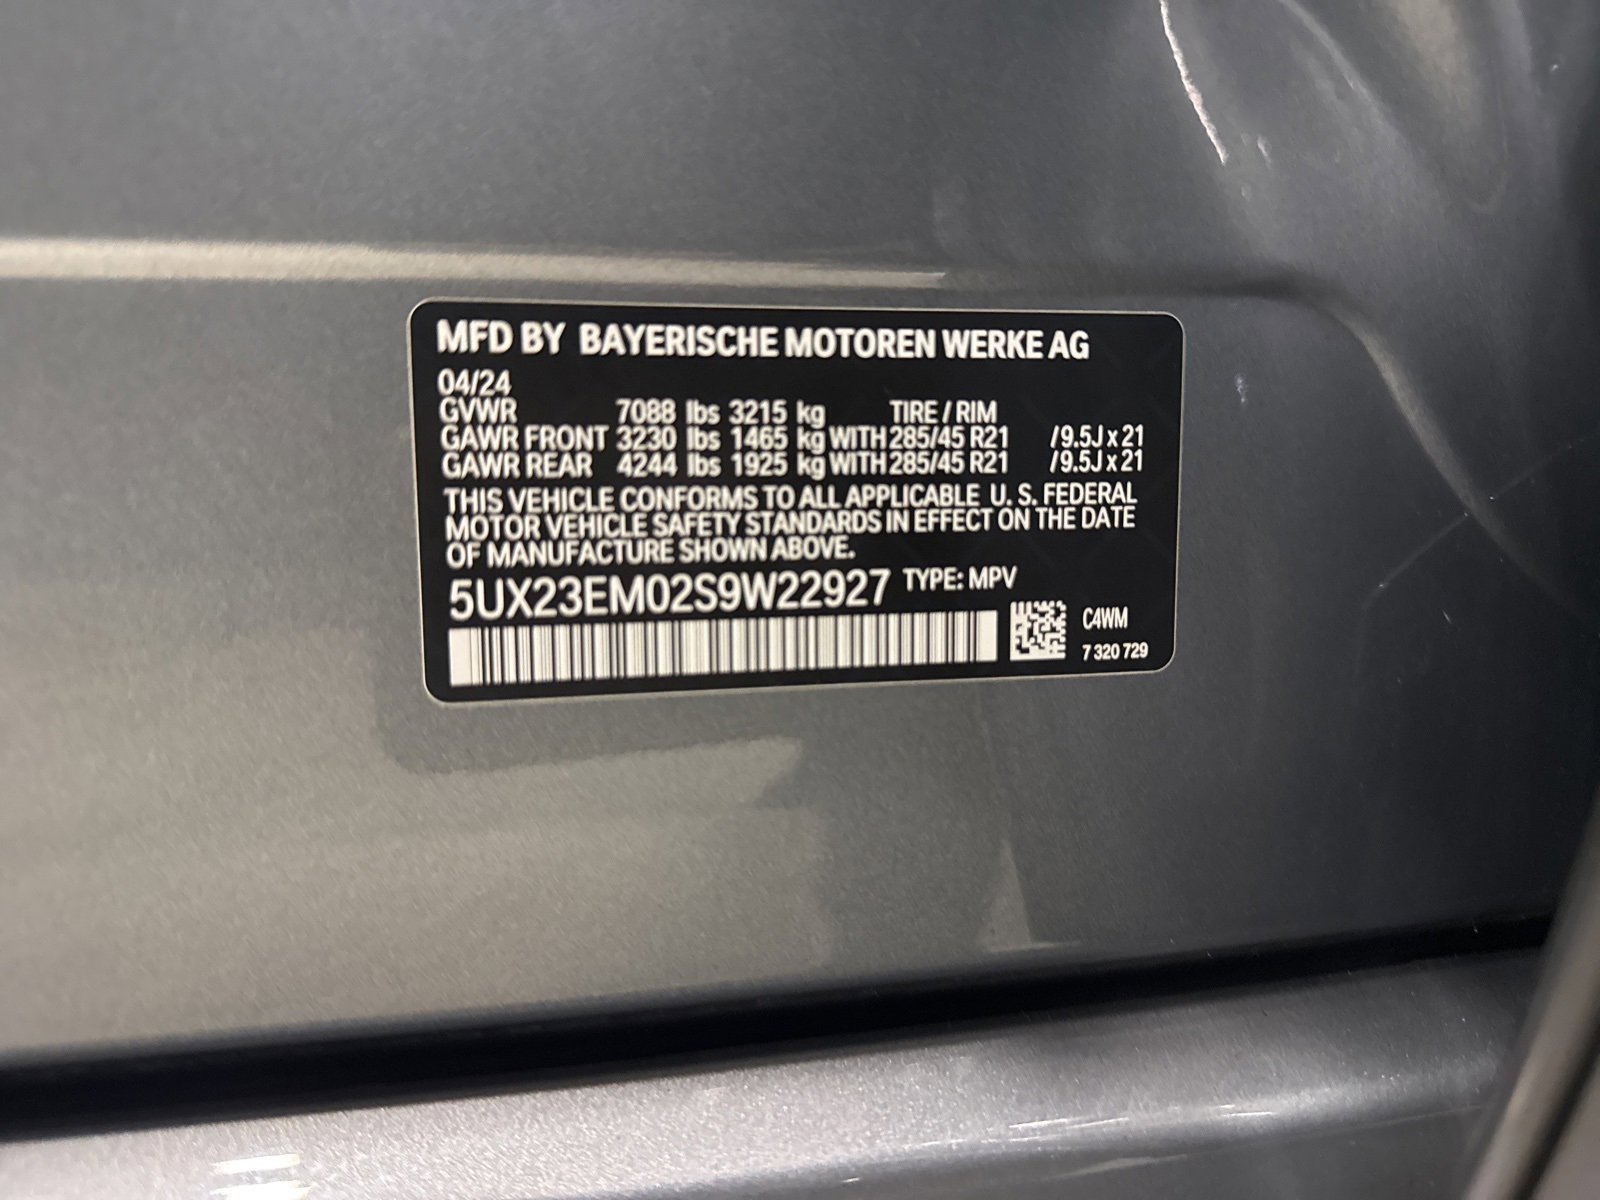 MFD BY BAYERISCHE MOTOREN WERKE AG
04/24
GVWR 7088 lbs 3215 kg TIRE / RIM
GAWR FRONT 3230 lbs 1465 kg WITH 285/45 R21 / 9.5J x 21
GAWR REAR 4244 lbs 1925 kg WITH 285/45 R21 / 9.5J x 21
THIS VEHICLE CONFORMS TO ALL APPLICABLE U. S. FEDERAL
MOTOR VEHICLE SAFETY STANDARDS IN EFFECT ON THE DATE
OF MANUFACTURE SHOWN ABOVE.
5UX23EM02S9W22927 TYPE: MPV
C4WM
7 320 729